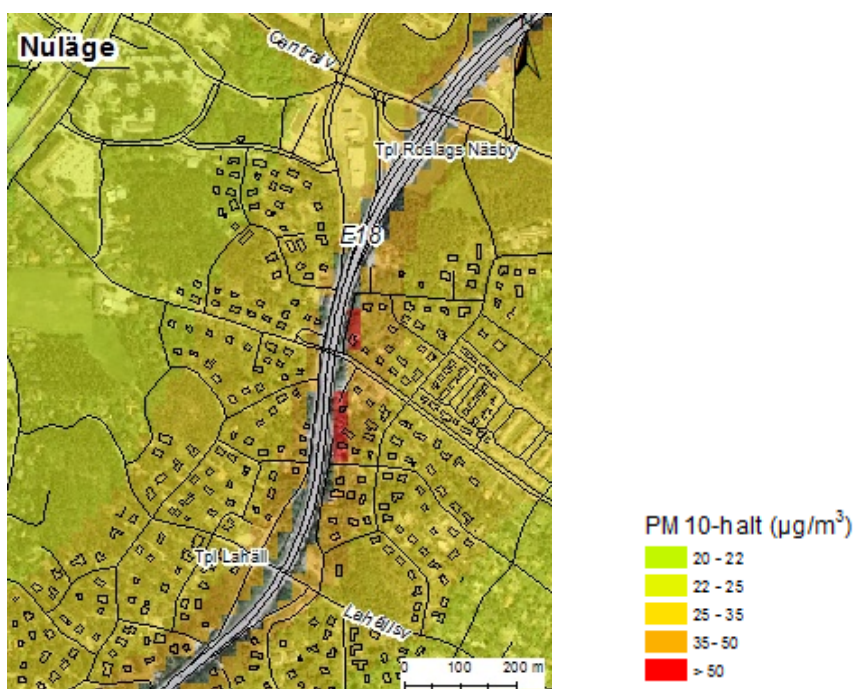 Nuläge
Centralv
Tpl Roslags Näsby
E18
Tpl Lahäll
Lahällsv
0 100 200 m
PM 10-halt (µg/m³)
20 - 22
22 - 25
25 - 35
35 - 50
> 50